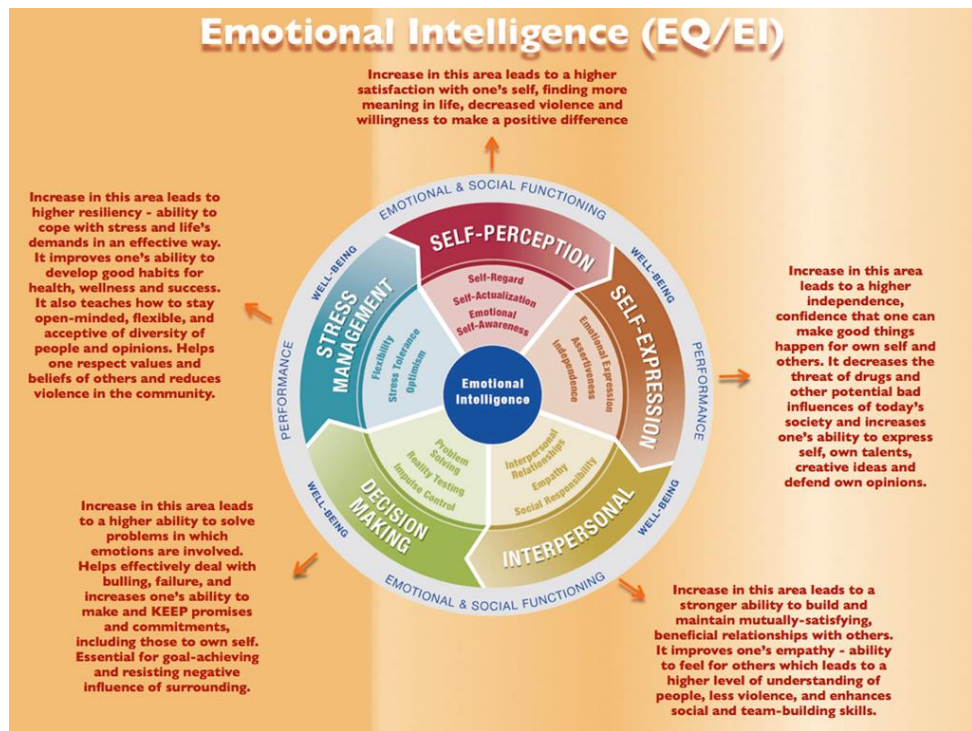 Emotional Intelligence (EQ/EI)
Increase in this area leads to a higher
satisfaction with one's self, finding more
meaning in life, decreased violence and
willingness to make a positive difference
Increase in this area leads to
higher resiliency - ability to
cope with stress and life's
demands in an effective way.
It improves one's ability to
develop good habits for
health, wellness and success.
It also teaches how to stay
open-minded, flexible, and
acceptive of diversity of
people and opinions. Helps
one respect values and
beliefs of others and reduces
violence in the community.
EMOTIONAL & SOCIAL FUNCTIONING
WELL-BEING
WELL-BEING
PERFORMANCE
PERFORMANCE
SELF-PERCEPTION
Self-Regard
Self-Actualization
Emotional
Self-Awareness
STRESS
MANAGEMENT
Flexibility
Stress Tolerance
Optimism
SELF-EXPRESSION
Emotional Expression
Assertiveness
Independence
Emotional
Intelligence
DECISION
MAKING
Problem
Solving
Reality Testing
Impulse Control
INTERPERSONAL
Interpersonal
Relationships
Empathy
Social Responsibility
WELL-BEING
WELL-BEING
EMOTIONAL & SOCIAL FUNCTIONING
Increase in this area
leads to a higher
independence,
confidence that one can
make good things
happen for own self and
others. It decreases the
threat of drugs and
other potential bad
influences of today's
society and increases
one's ability to express
self, own talents,
creative ideas and
defend own opinions.
Increase in this area leads
to a higher ability to solve
problems in which
emotions are involved.
Helps effectively deal with
bulling, failure, and
increases one's ability to
make and KEEP promises
and commitments,
including those to own self.
Essential for goal-achieving
and resisting negative
influence of surrounding.
Increase in this area leads to a
stronger ability to build and
maintain mutually-satisfying,
beneficial relationships with others.
It improves one's empathy - ability
to feel for others which leads to a
higher level of understanding of
people, less violence, and enhances
social and team-building skills.